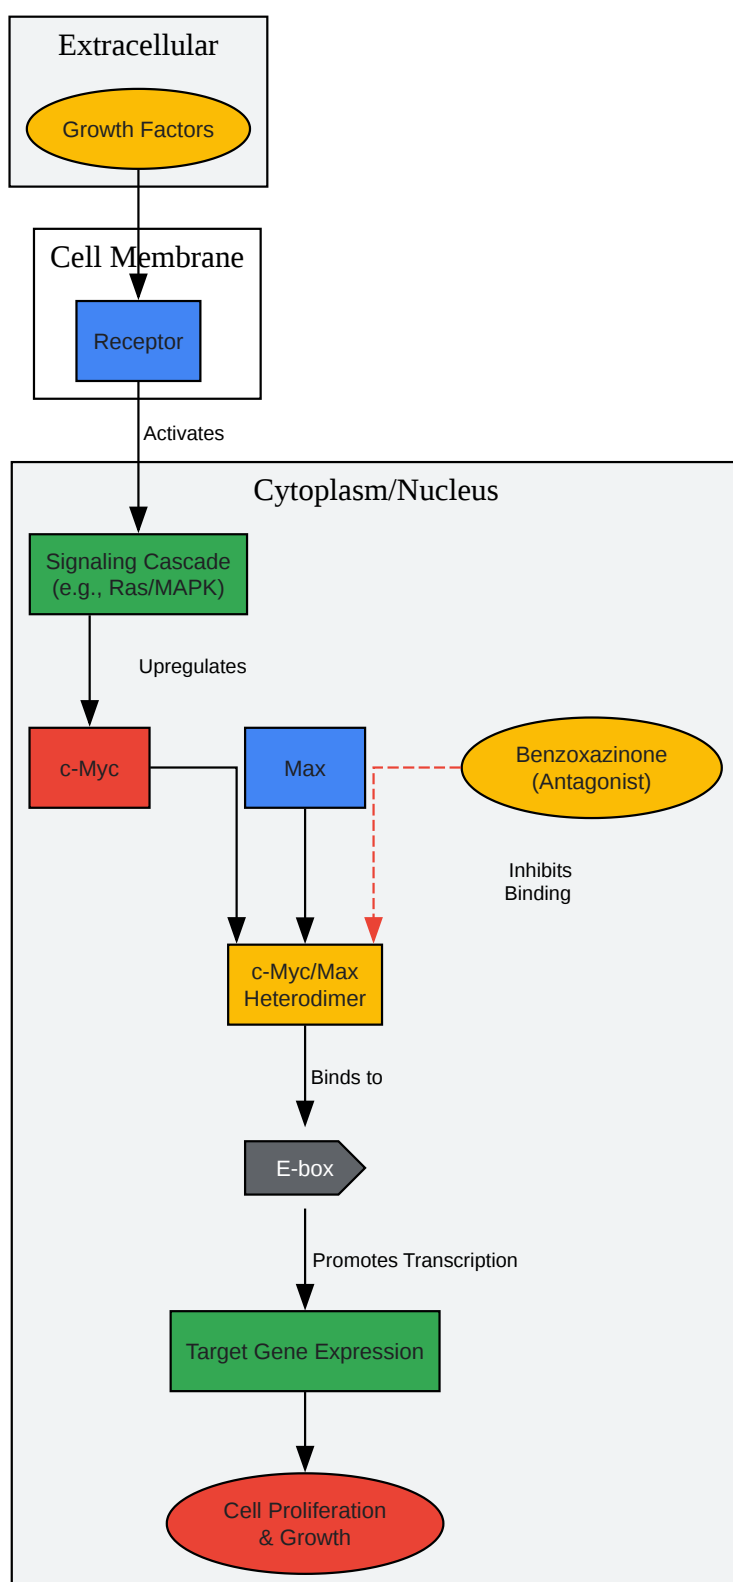 Extracellular
Growth Factors
Cell Membrane
Receptor
Activates
Cytoplasm/Nucleus
Signaling Cascade
(e.g., Ras/MAPK)
Upregulates
c-Myc
Max
Benzoxazinone
(Antagonist)
Inhibits
Binding
c-Myc/Max
Heterodimer
Binds to
E-box
Promotes Transcription
Target Gene Expression
Cell Proliferation
& Growth